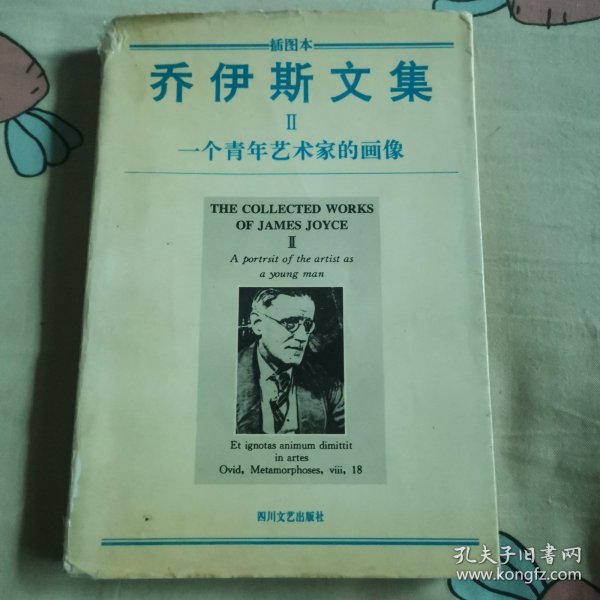 插图本
乔伊斯文集
Ⅱ
一个青年艺术家的画像
THE COLLECTED WORKS
OF JAMES JOYCE
Ⅱ
A portrsit of the artist as
a young man
Et ignotas animum dimittit
in artes
Ovid, Metamorphoses, viii, 18
四川文艺出版社
孔夫子旧書网
www.kongfz.com